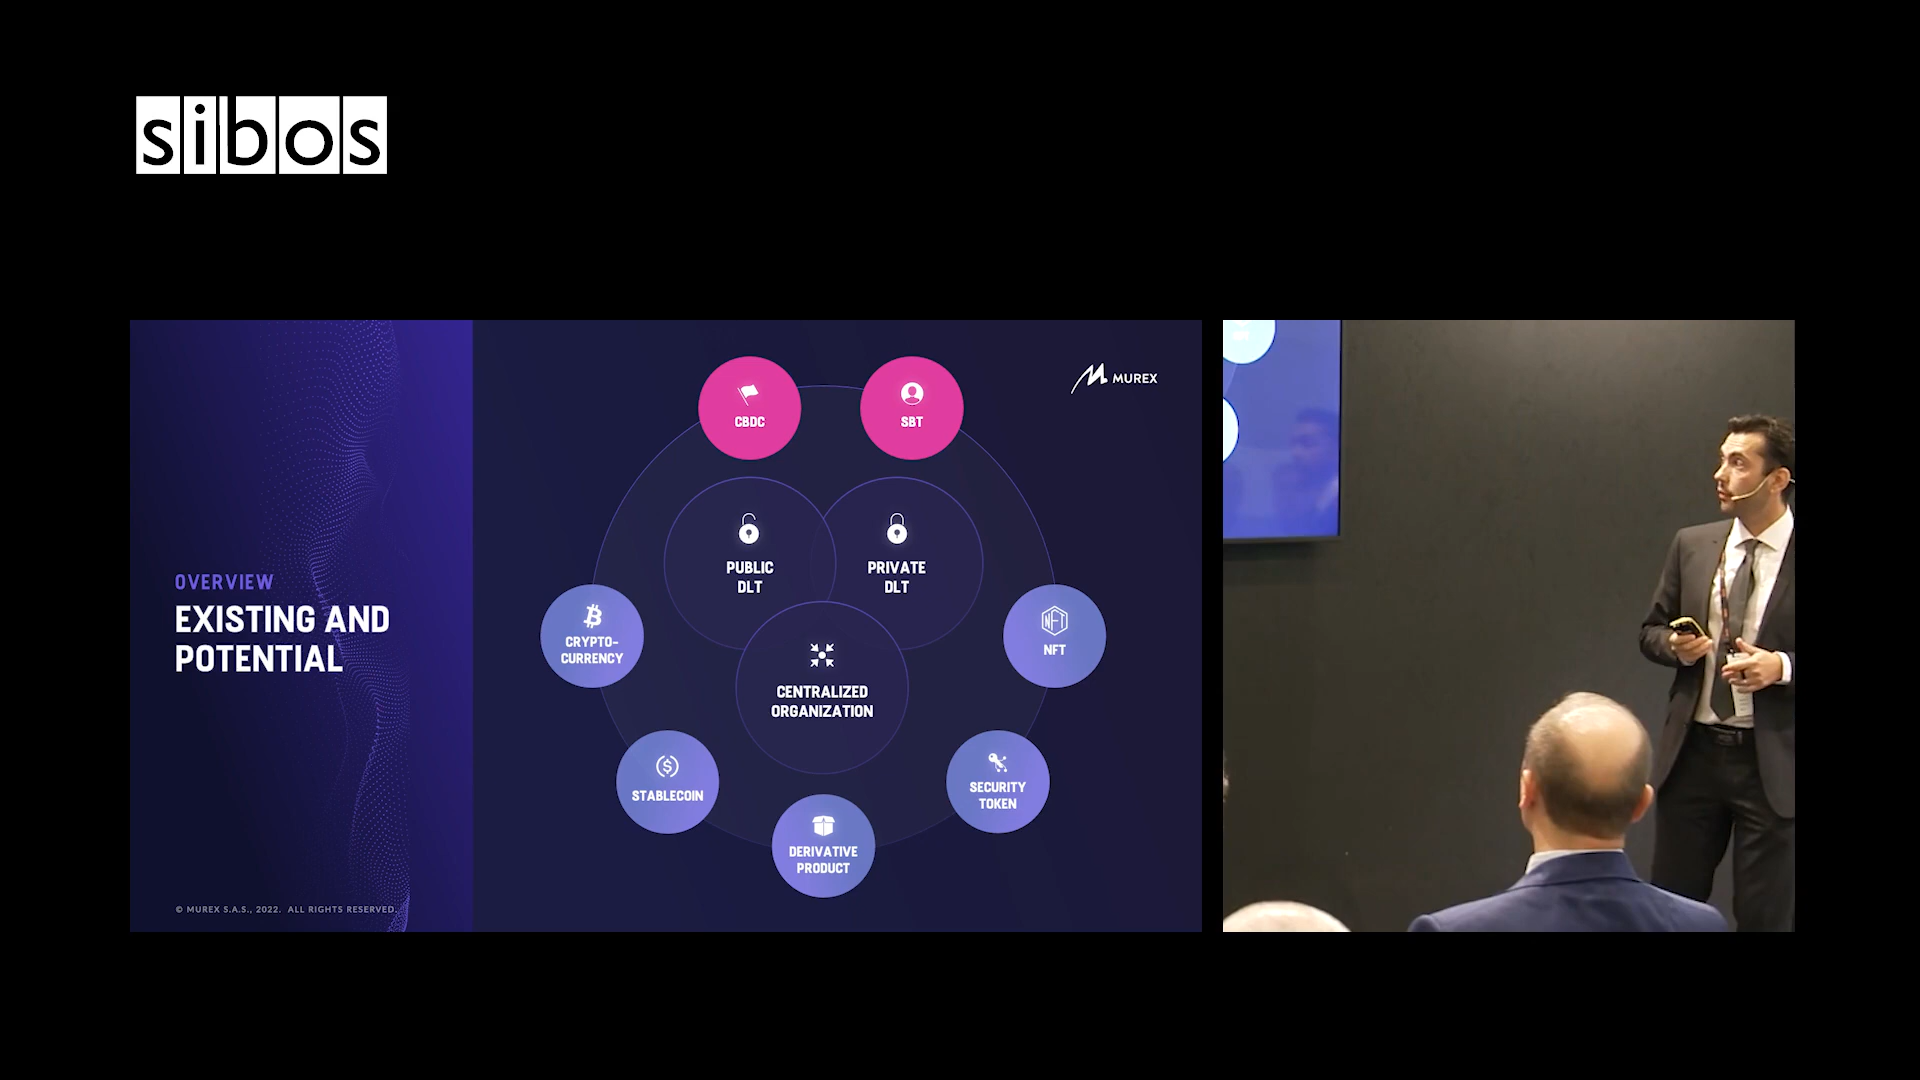 sibos
OVERVIEW
EXISTING AND
POTENTIAL
© MUREX S.A.S., 2022. ALL RIGHTS RESERVED.
MUREX
CBDC
SBT
PUBLIC
DLT
PRIVATE
DLT
CENTRALIZED
ORGANIZATION
CRYPTO-
CURRENCY
NFT
NFT
STABLECOIN
SECURITY
TOKEN
DERIVATIVE
PRODUCT